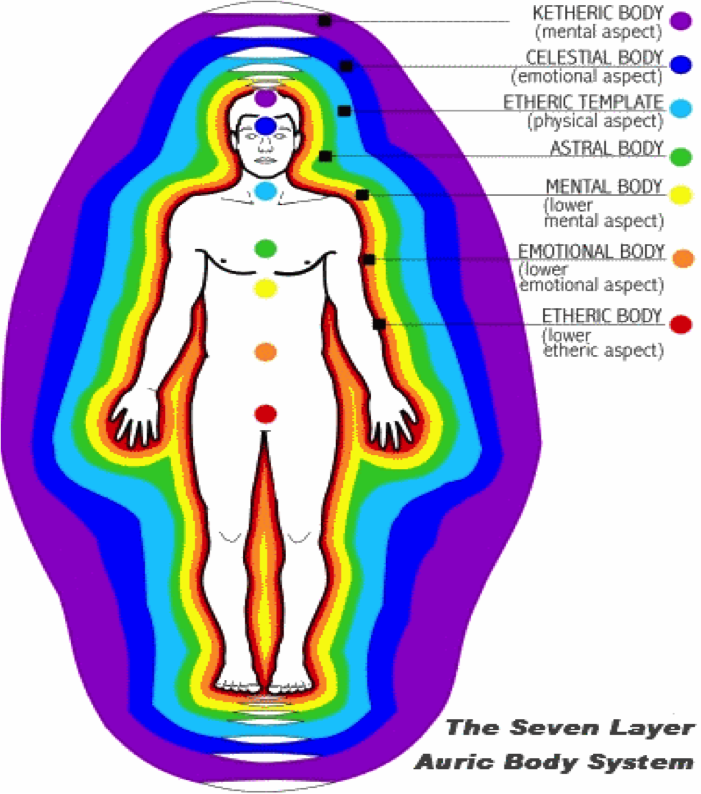 KETHERIC BODY
(mental aspect)
CELESTIAL BODY
(emotional aspect)
ETHERIC TEMPLATE
(physical aspect)
ASTRAL BODY
MENTAL BODY
(lower
mental aspect)
EMOTIONAL BODY
(lower
emotional aspect)
ETHERIC BODY
(lower
etheric aspect)
The Seven Layer
Auric Body System